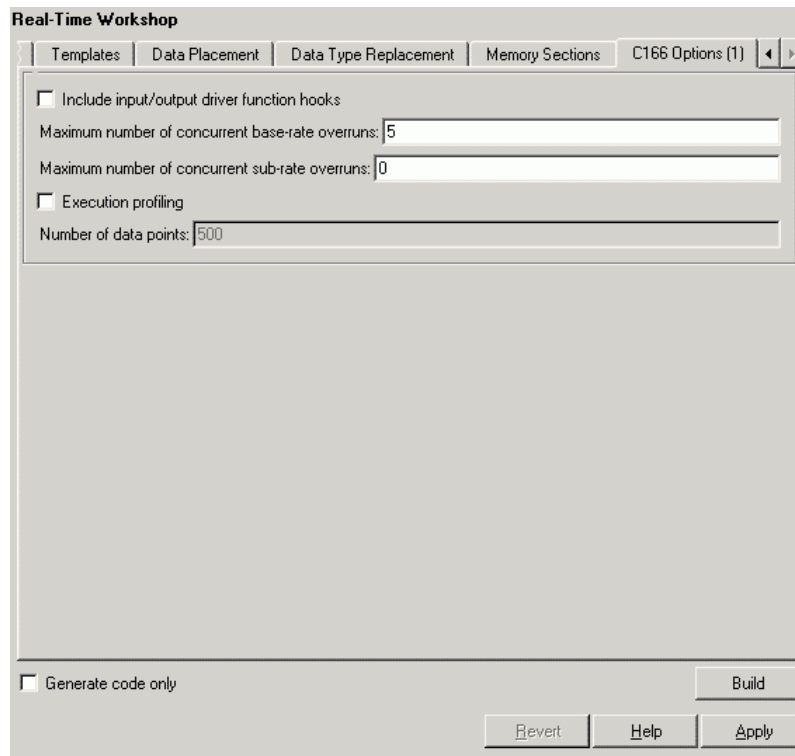 Real-Time Workshop
Templates Data Placement Data Type Replacement Memory Sections C166 Options (1)
Include input/output driver function hooks
Maximum number of concurrent base-rate overruns: 5
Maximum number of concurrent sub-rate overruns: 0
Execution profiling
Number of data points: 500
Generate code only
Build
Revert Help Apply